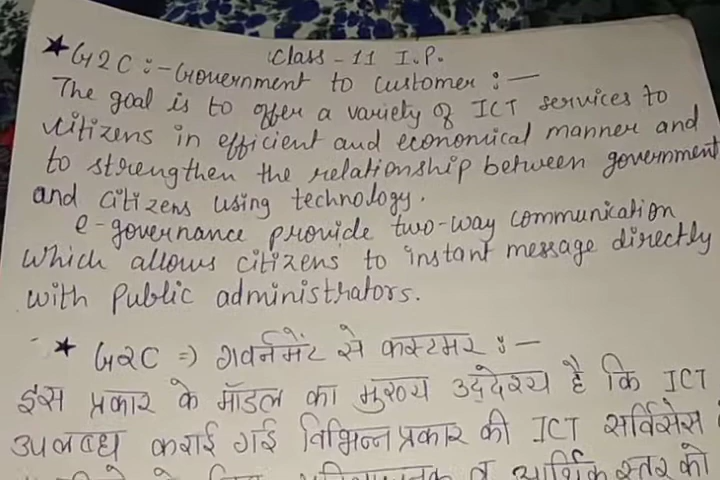 Class - 11 I.P.
* G2C :- Government to customer :-
The goal is to offer a variety of ICT services to
citizens in efficient and economical manner and
to strengthen the relationship between government
and citizens using technology.
e-governance provide two-way communication
which allows citizens to instant message directly
with public administrators.
* G2C => गवर्नमेंट से कस्टमर :-
इस प्रकार के मॉडल का मुख्य उद्देश्य है कि ICT
उपलब्ध कराई गई विभिन्न प्रकार की ICT सर्विसेस
व आर्थिक स्तर को